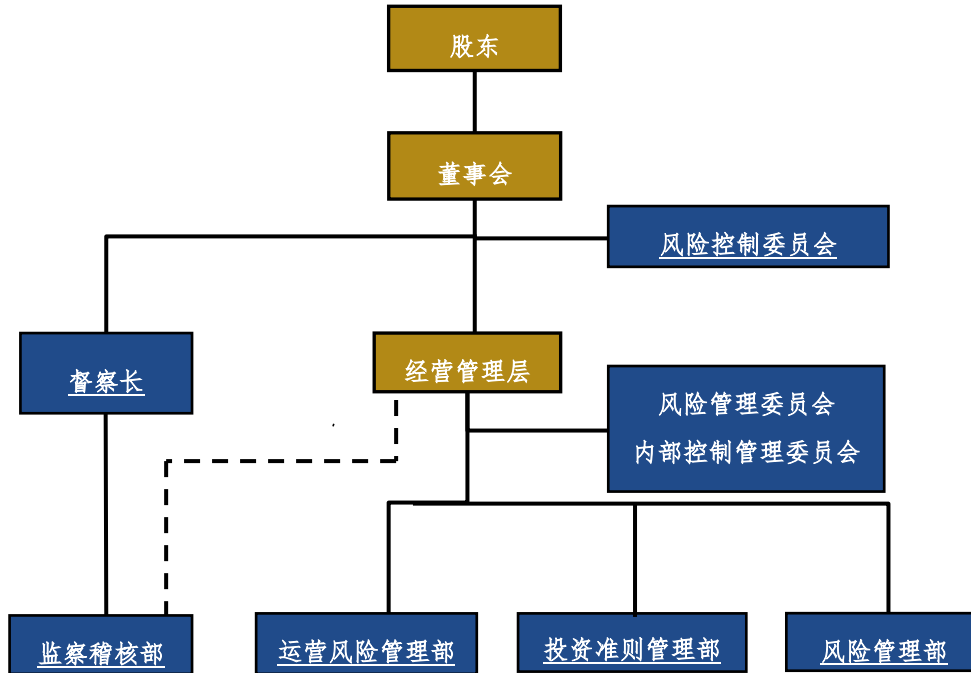 股东
董事会
风险控制委员会
督察长
经营管理层
风险管理委员会
内部控制管理委员会
监察稽核部
运营风险管理部
投资准则管理部
风险管理部